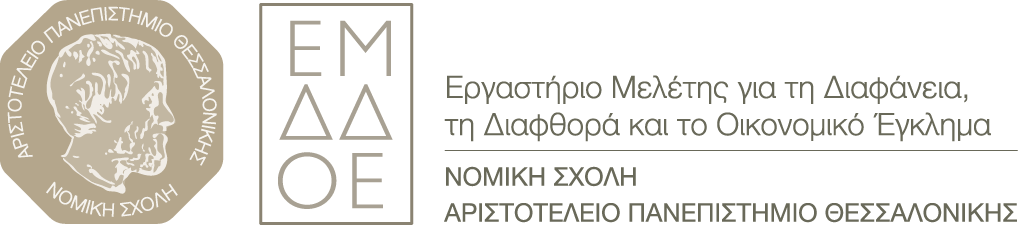 ΑΡΙΣΤΟΤΕΛΕΙΟ ΠΑΝΕΠΙΣΤΗΜΙΟ ΘΕΣΣΑΛΟΝΙΚΗΣ
ΝΟΜΙΚΗ ΣΧΟΛΗ
ΕΜ
ΔΔ
ΟΕ
Εργαστήριο Μελέτης για τη Διαφάνεια,
τη Διαφθορά και το Οικονομικό Έγκλημα
ΝΟΜΙΚΗ ΣΧΟΛΗ
ΑΡΙΣΤΟΤΕΛΕΙΟ ΠΑΝΕΠΙΣΤΗΜΙΟ ΘΕΣΣΑΛΟΝΙΚΗΣ